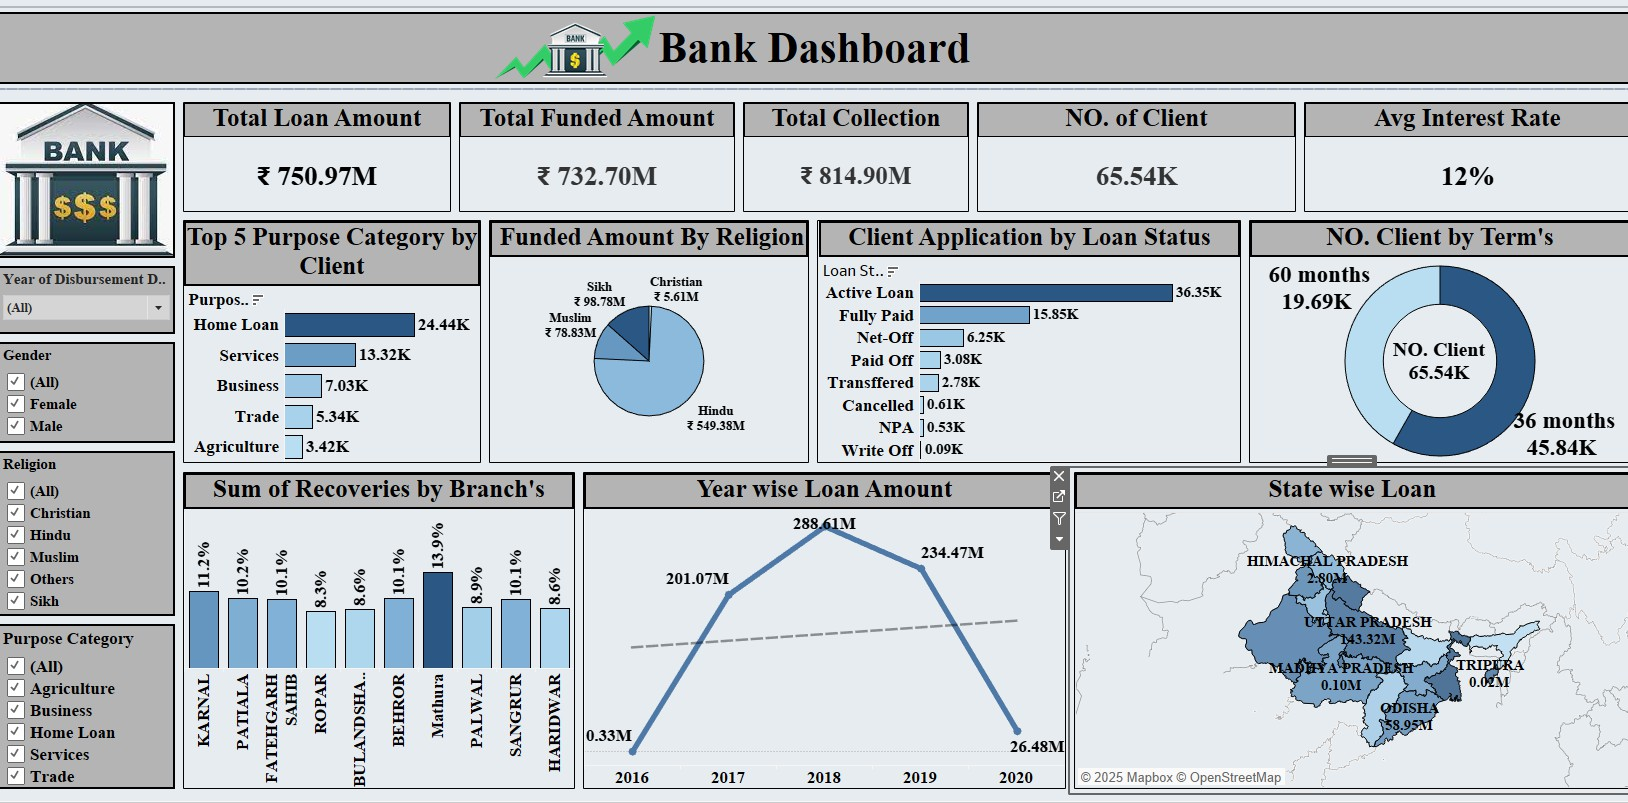 BANK
$
Bank Dashboard
BANK
$$$
Total Loan Amount
₹ 750.97M
Total Funded Amount
₹ 732.70M
Total Collection
₹ 814.90M
NO. of Client
65.54K
Avg Interest Rate
12%
Year of Disbursement D..
(All)
Gender
(All)
Female
Male
Religion
(All)
Christian
Hindu
Muslim
Others
Sikh
Purpose Category
(All)
Agriculture
Business
Home Loan
Services
Trade
Top 5 Purpose Category by
Client
Purpos..
Home Loan 24.44K
Services 13.32K
Business 7.03K
Trade 5.34K
Agriculture 3.42K
Funded Amount By Religion
Christian
₹ 5.61M
Sikh
₹ 98.78M
Muslim
₹ 78.83M
Hindu
₹ 549.38M
Client Application by Loan Status
Loan St..
Active Loan 36.35K
Fully Paid 15.85K
Net-Off 6.25K
Paid Off 3.08K
Transffered 2.78K
Cancelled 0.61K
NPA 0.53K
Write Off 0.09K
NO. Client by Term's
60 months
19.69K
NO. Client
65.54K
36 months
45.84K
Sum of Recoveries by Branch's
11.2%
10.2%
10.1%
8.3%
8.6%
10.1%
13.9%
8.9%
10.1%
8.6%
KARNAL
PATIALA
FATEHGARH
SAHIB
ROPAR
BULANDSHA..
BEHROR
Mathura
PALWAL
SANGRUR
HARIDWAR
Year wise Loan Amount
288.61M
234.47M
201.07M
0.33M
26.48M
2016 2017 2018 2019 2020
State wise Loan
HIMACHAL PRADESH
2.80M
UTTAR PRADESH
143.32M
MADHYA PRADESH
0.10M
TRIPURA
0.02M
ODISHA
58.95M
© 2025 Mapbox © OpenStreetMap